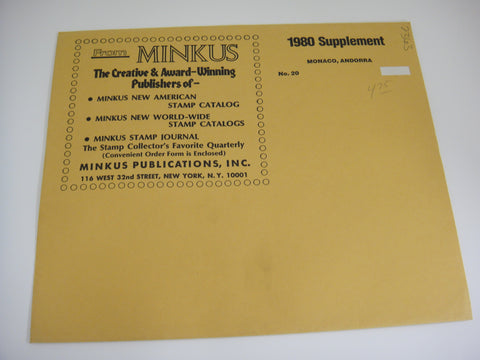 From MINKUS
The Creative & Award-Winning
Publishers of—
● MINKUS NEW AMERICAN
STAMP CATALOG
● MINKUS NEW WORLD-WIDE
STAMP CATALOGS
● MINKUS STAMP JOURNAL
The Stamp Collector's Favorite Quarterly
(Convenient Order Form is Enclosed)
MINKUS PUBLICATIONS, INC.
116 WEST 32nd STREET, NEW YORK, N.Y. 10001
1980 Supplement
MONACO, ANDORRA
No. 20